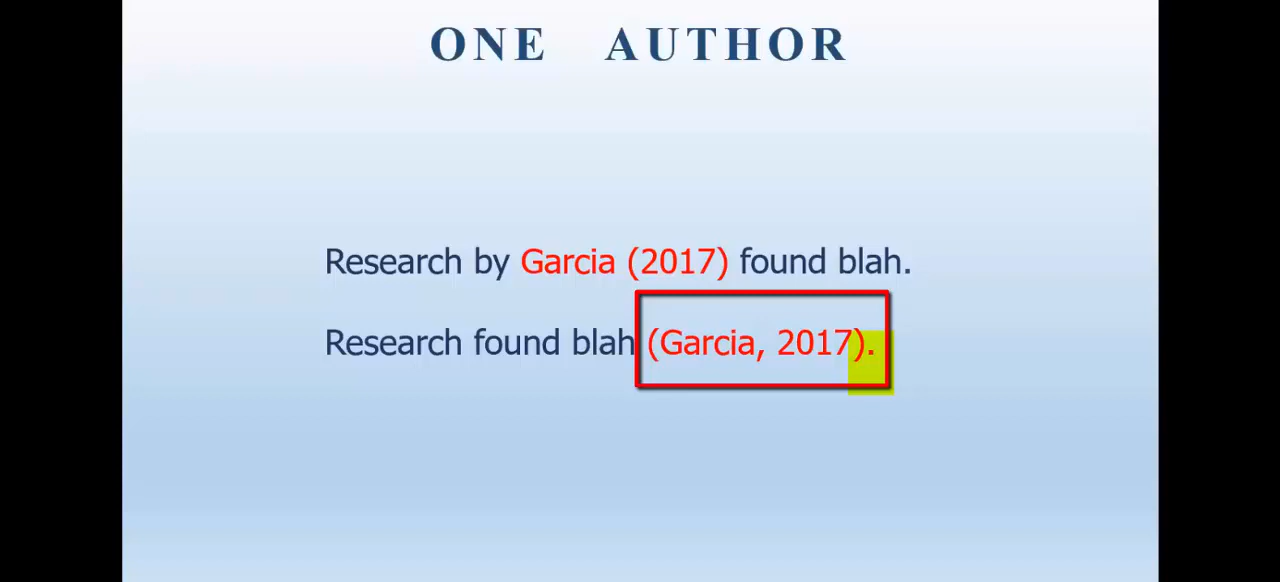 ONE AUTHOR
Research by Garcia (2017) found blah.
Research found blah (Garcia, 2017).